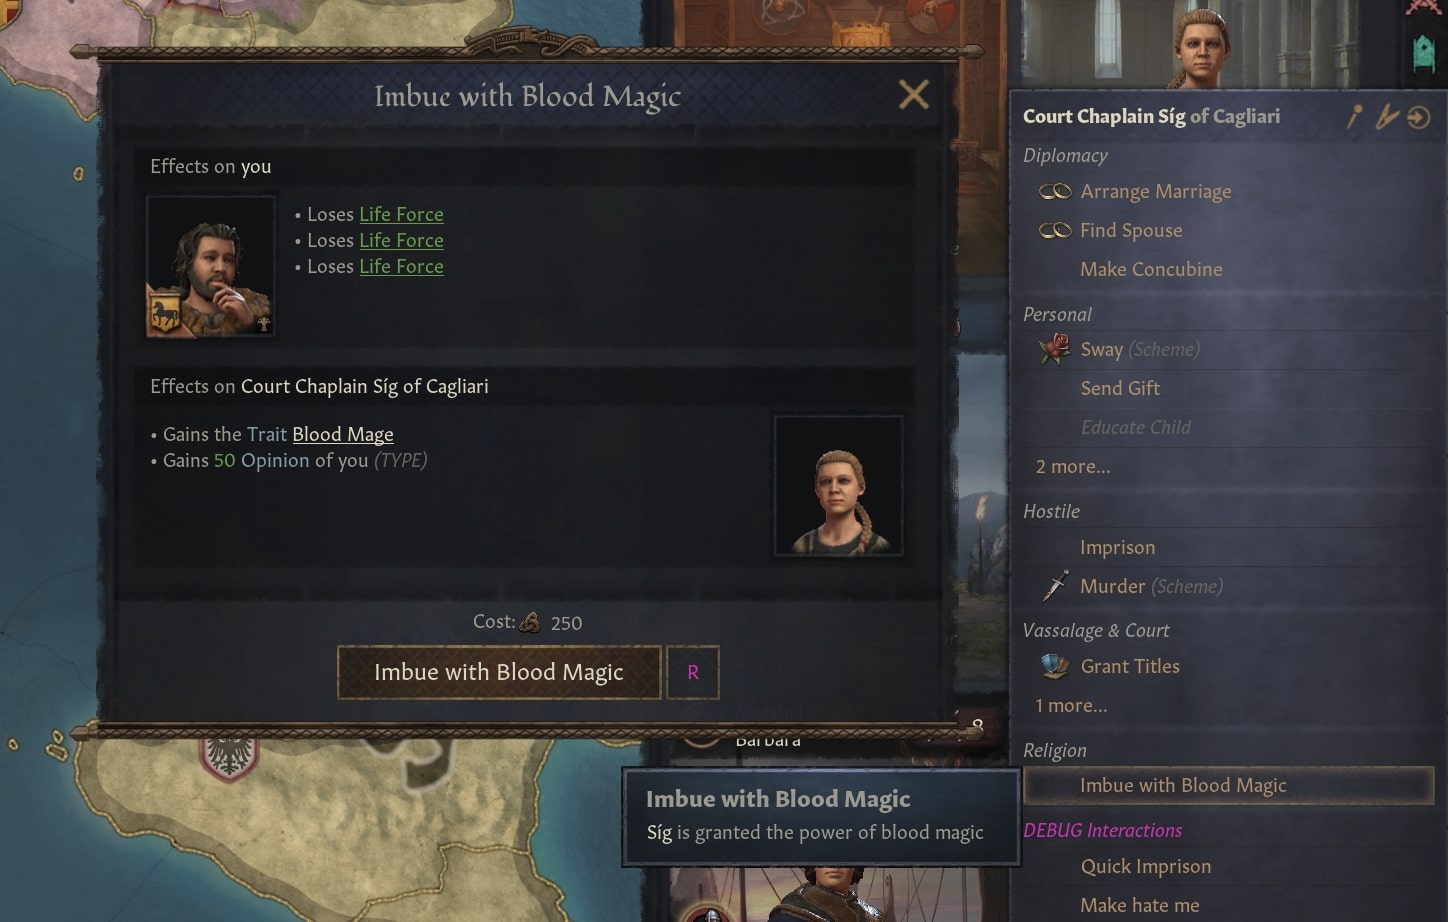 Imbue with Blood Magic
Effects on you
• Loses Life Force
• Loses Life Force
• Loses Life Force
Effects on Court Chaplain Síg of Cagliari
• Gains the Trait Blood Mage
• Gains 50 Opinion of you (TYPE)
Cost: 250
Imbue with Blood Magic
R
Marshal
8
Barbara
Imbue with Blood Magic
Síg is granted the power of blood magic
Court Chaplain Síg of Cagliari
Diplomacy
Arrange Marriage
Find Spouse
Make Concubine
Personal
Sway (Scheme)
Send Gift
Educate Child
2 more...
Hostile
Imprison
Murder (Scheme)
Vassalage & Court
Grant Titles
1 more...
Religion
Imbue with Blood Magic
DEBUG Interactions
Quick Imprison
Make hate me